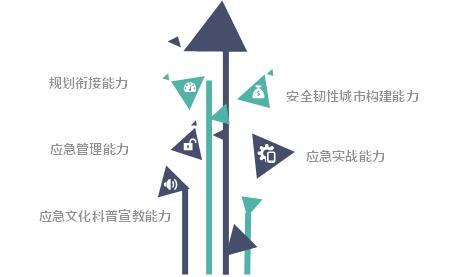 规划衔接能力
安全韧性城市构建能力
应急管理能力
应急实战能力
应急文化科普宣教能力